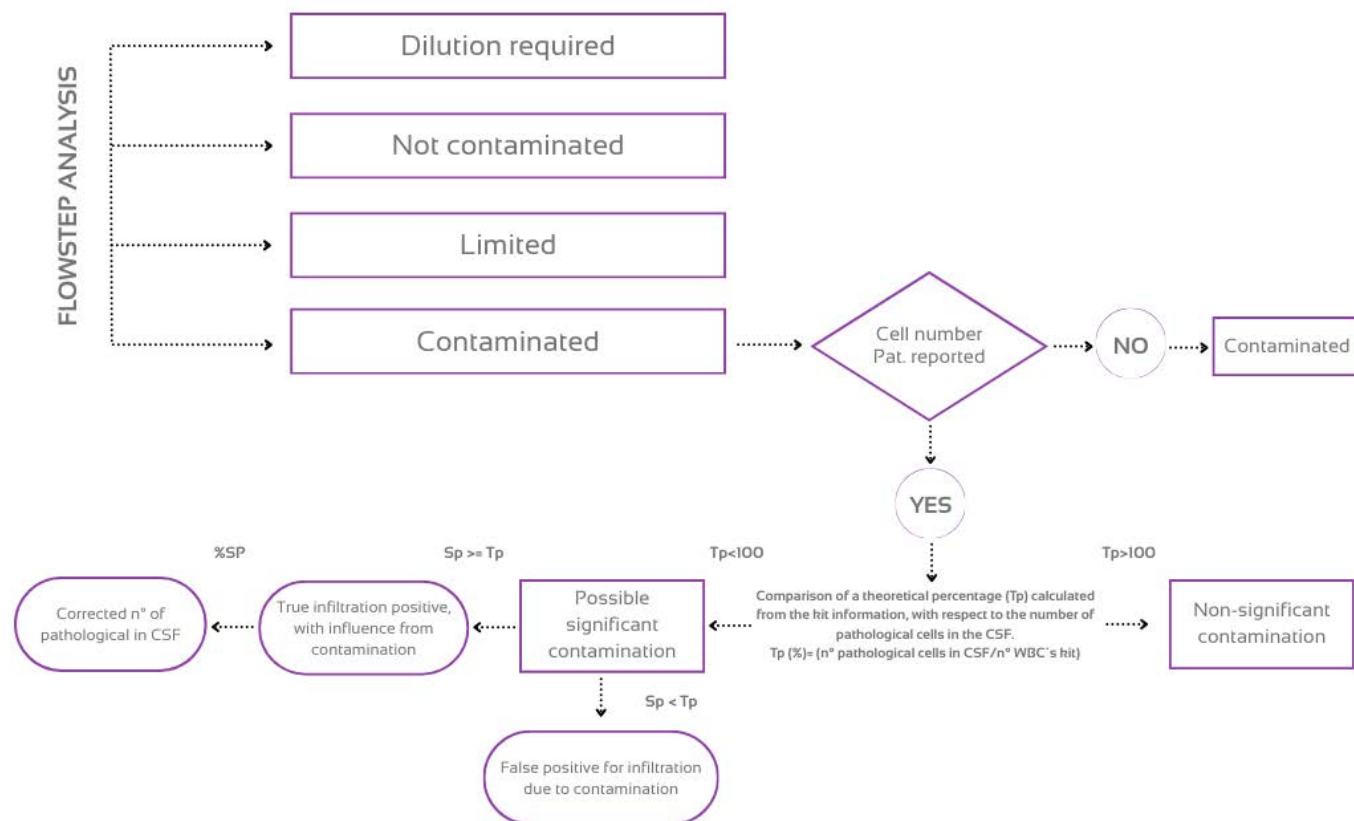 FLOWSTEP ANALYSIS
Dilution required
Not contaminated
Limited
Contaminated
Cell number
Pat. reported
NO
Contaminated
YES
%SP
Sp >= Tp
Tp<100
Tp>100
Corrected n° of
pathological in CSF
True infiltration positive,
with influence from
contamination
Possible
significant
contamination
Comparison of a theoretical percentage (Tp) calculated
from the hit information, with respect to the number of
pathological cells in the CSF.
Tp (%)= (n° pathological cells in CSF/n° WBC´s hit)
Non-significant
contamination
Sp < Tp
False positive for infiltration
due to contamination